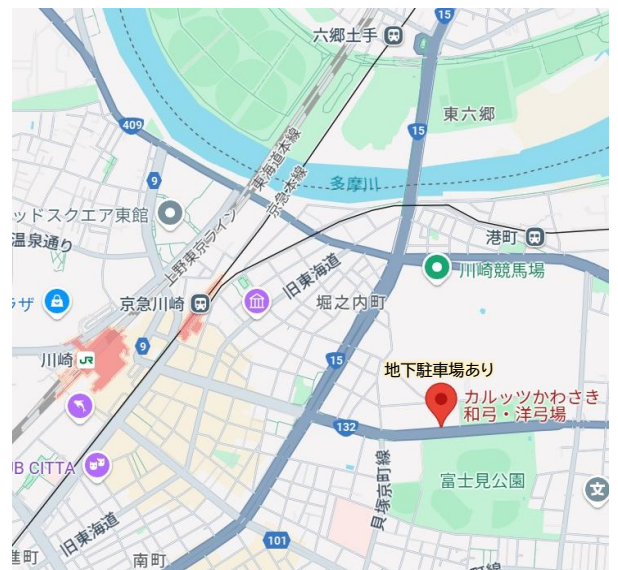 六郷土手
15
東六郷
409
15
9
東海道本線
京急本線
多摩川
ッドスクエア東館
上野東京ライン
温泉通り
港町
川崎競馬場
旧東海道
ラザ
京急川崎
堀之内町
9
川崎
JR
15
地下駐車場あり
カルッツかわさき
和弓・洋弓場
132
UB CITTA
貝塚京町線
富士見公園
文
旧東海道
101
南町